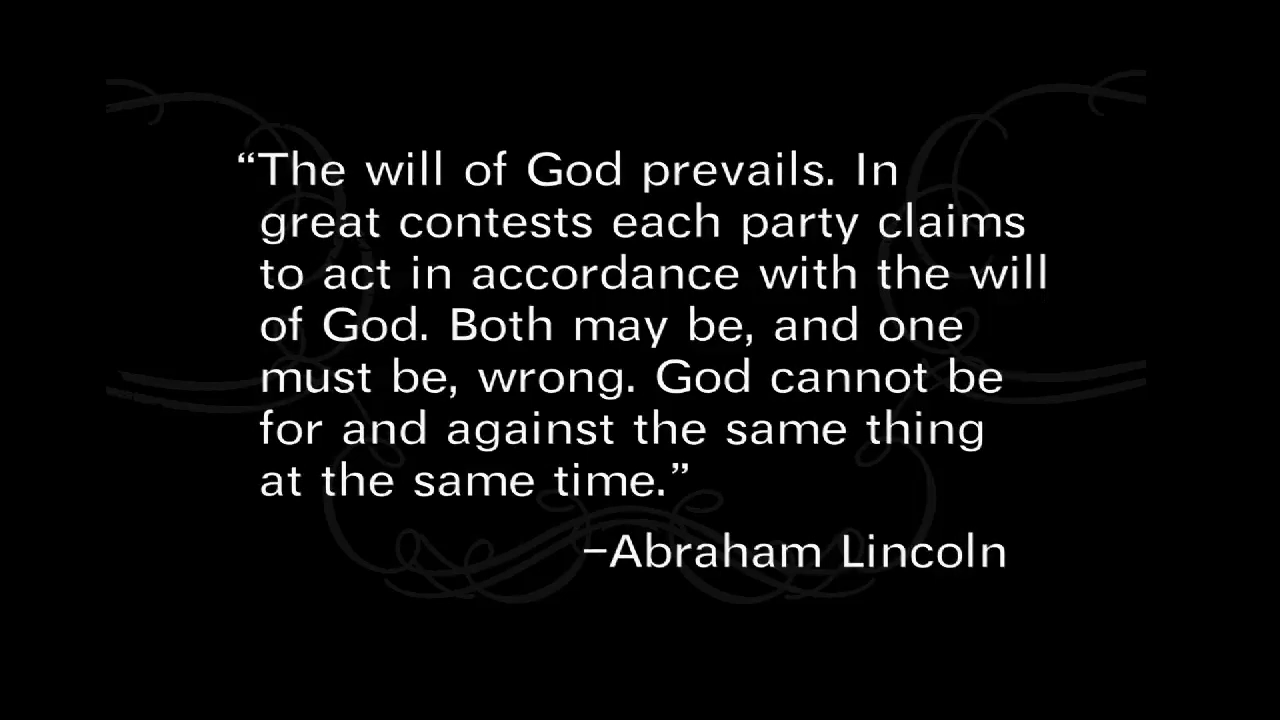 “The will of God prevails. In
great contests each party claims
to act in accordance with the will
of God. Both may be, and one
must be, wrong. God cannot be
for and against the same thing
at the same time.”
–Abraham Lincoln